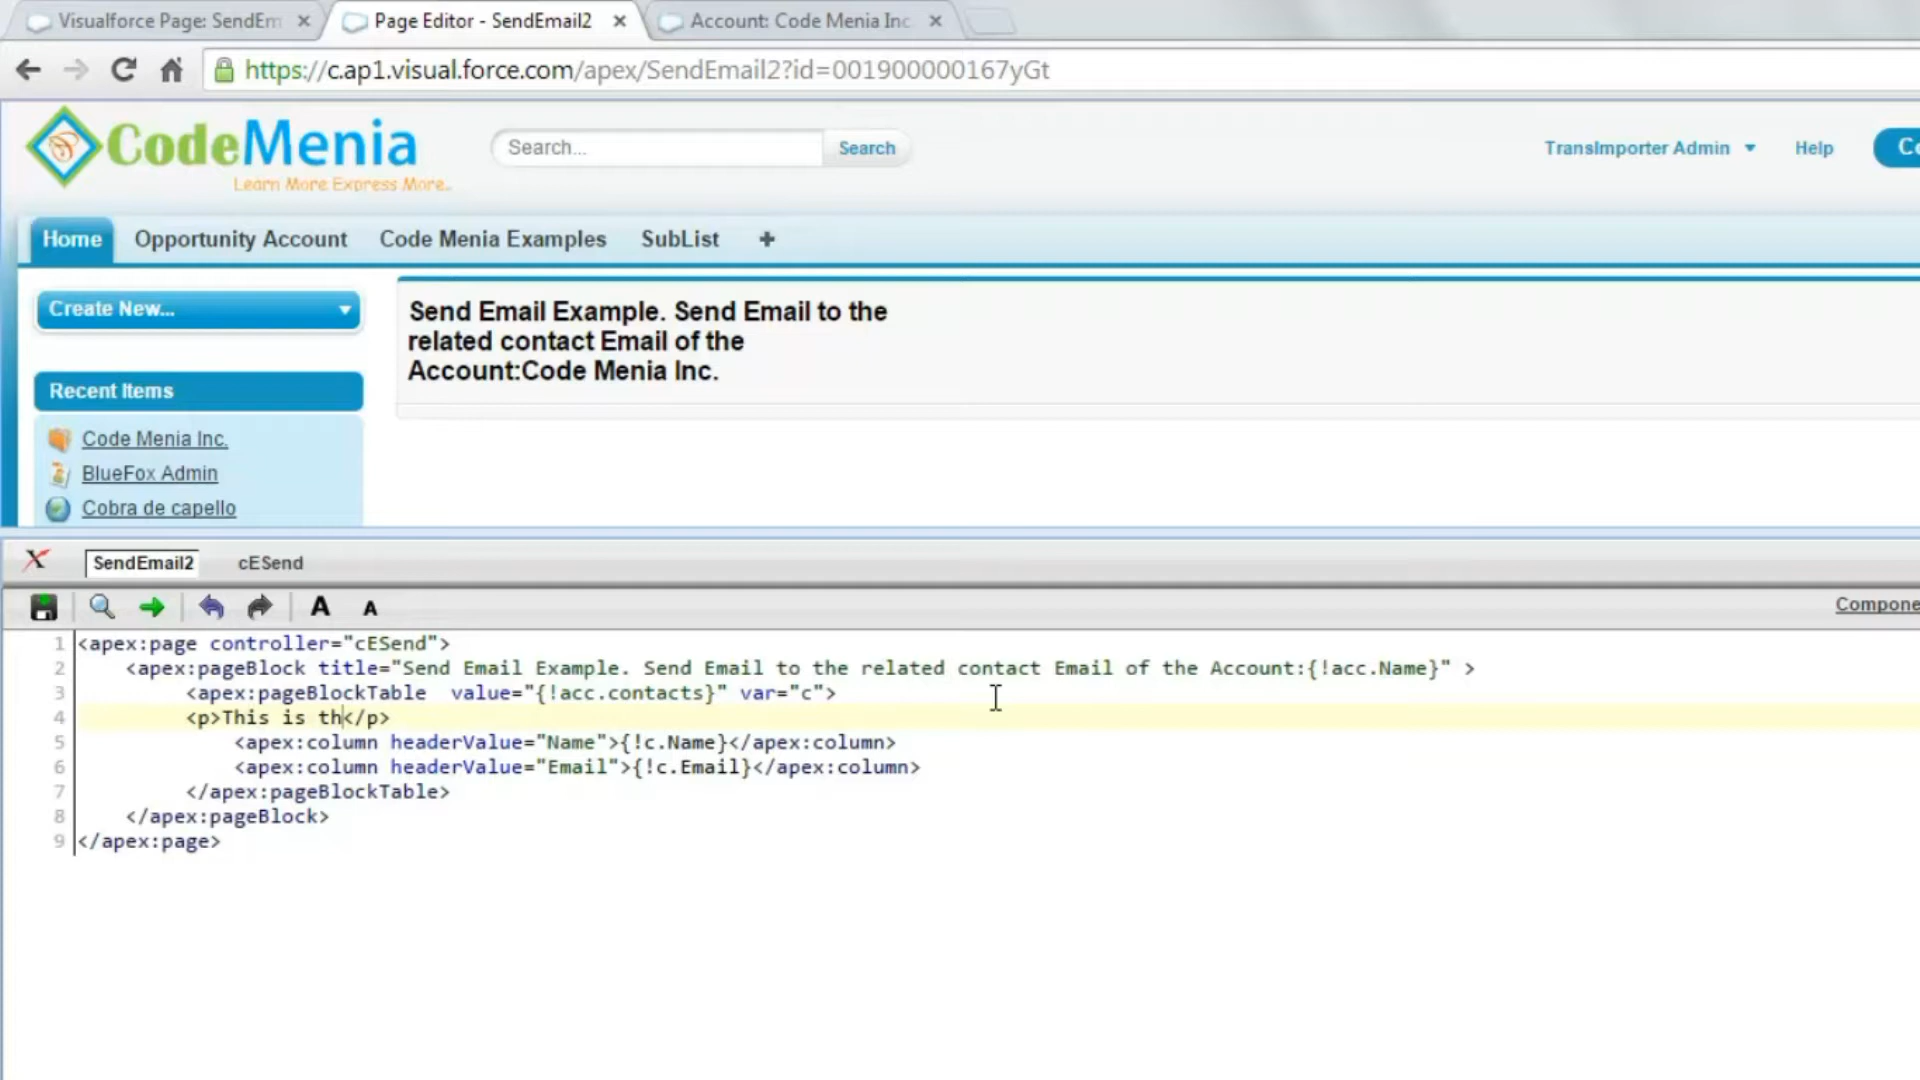 Visualforce Page: SendEm
Page Editor - SendEmail2
Account: Code Menia Inc.
https://c.ap1.visual.force.com/apex/SendEmail2?id=001900000167yGt
CodeMenia
Learn More Express More..
Search...
Search
TransImporter Admin
Help
Home
Opportunity Account
Code Menia Examples
SubList
+
Create New...
Send Email Example. Send Email to the
related contact Email of the
Account:Code Menia Inc.
Recent Items
Code Menia Inc.
BlueFox Admin
Cobra de capello
SendEmail2
cESend
A A
Compone
1 <apex:page controller="cESend">
2 <apex:pageBlock title="Send Email Example. Send Email to the related contact Email of the Account:{!acc.Name}" >
3 <apex:pageBlockTable  value="{!acc.contacts}" var="c">
4 <p>This is th</p>
5 <apex:column headerValue="Name">{!c.Name}</apex:column>
6 <apex:column headerValue="Email">{!c.Email}</apex:column>
7 </apex:pageBlockTable>
8 </apex:pageBlock>
9 </apex:page>